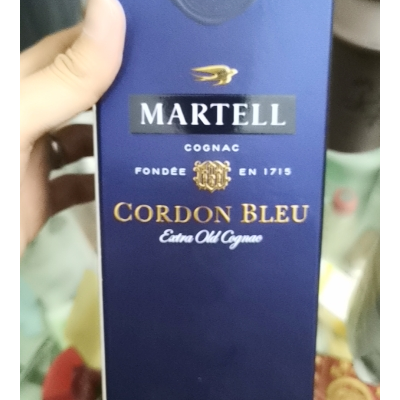 MARTELL
COGNAC
FONDÉE EN 1715
CORDON BLEU
Extra Old Cognac